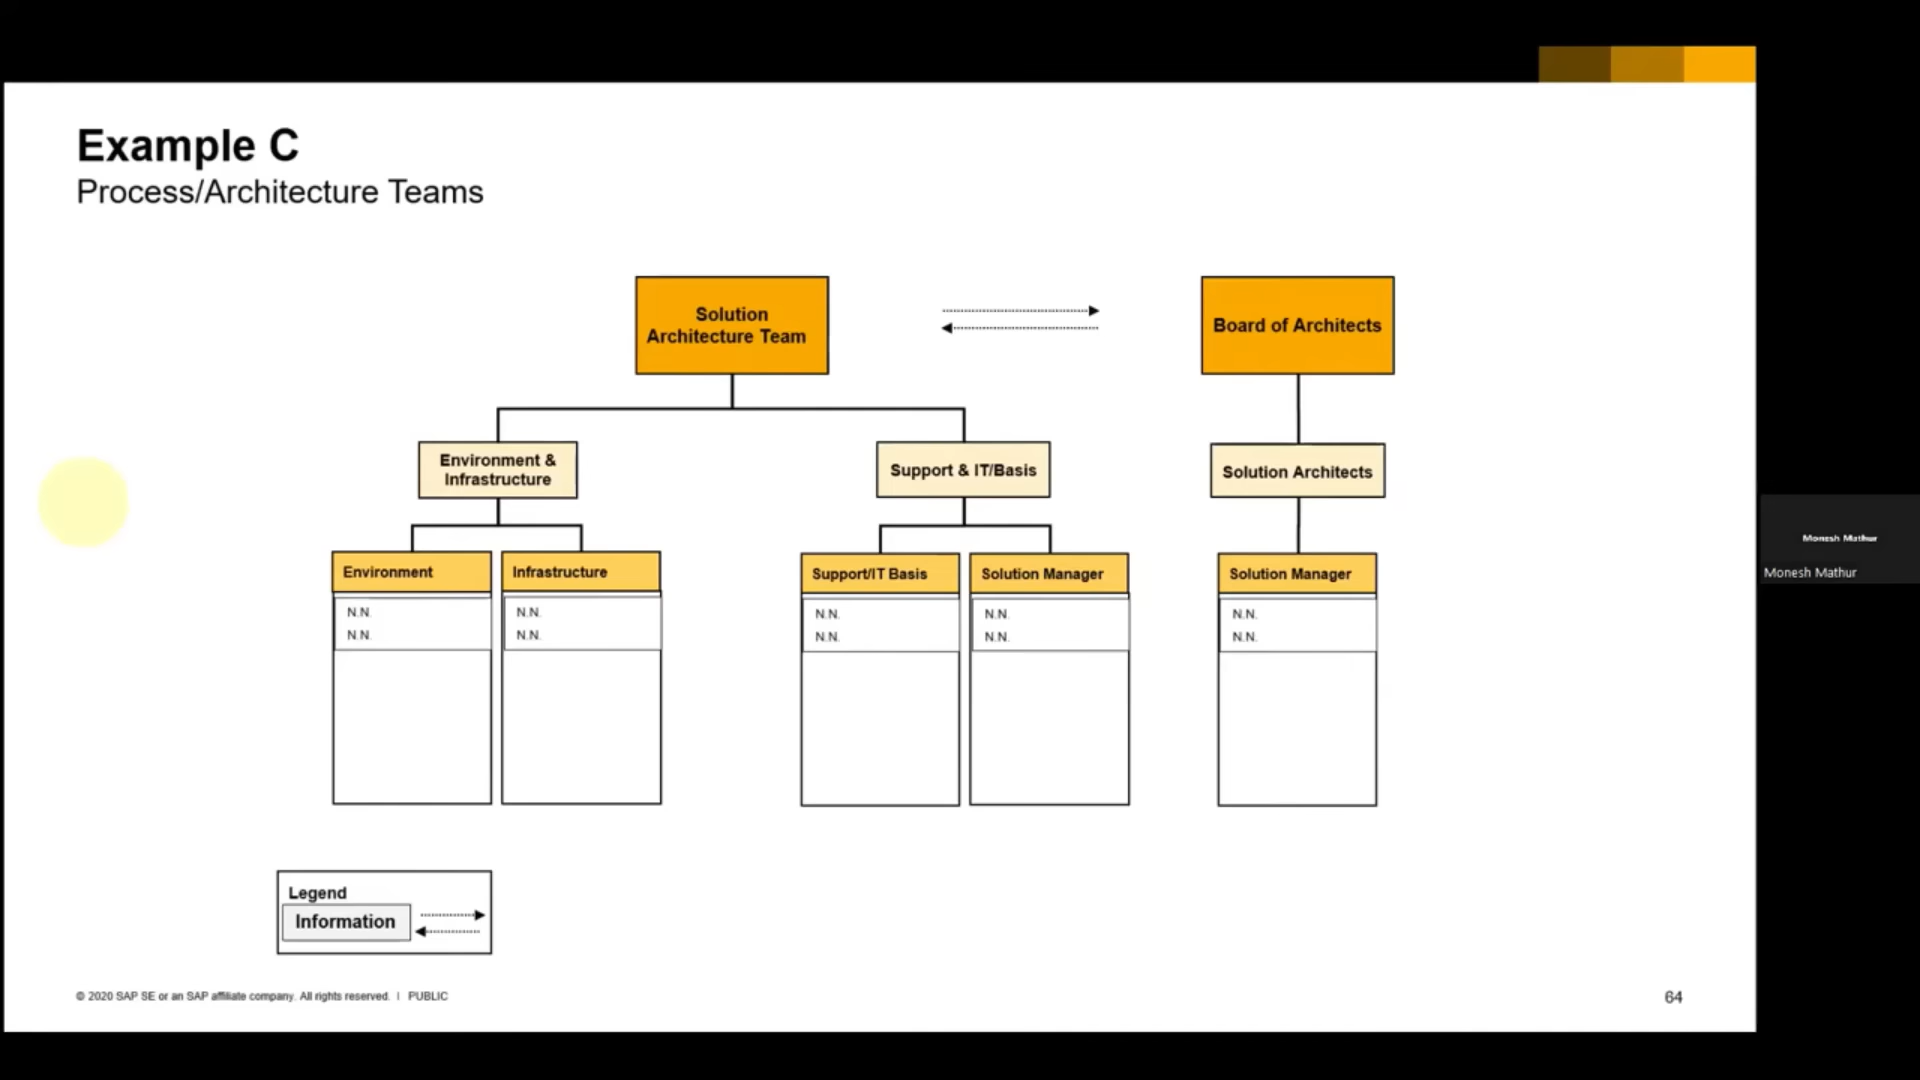 Example C
Process/Architecture Teams
Solution
Architecture Team
Board of Architects
Environment &
Infrastructure
Support & IT/Basis
Solution Architects
Environment
Infrastructure
Support/IT Basis
Solution Manager
Solution Manager
N.N.
N.N.
N.N.
N.N.
N.N.
N.N.
N.N.
N.N.
N.N.
N.N.
Monesh Mathur
Monesh Mathur
Legend
Information
© 2020 SAP SE or an SAP affiliate company. All rights reserved. | PUBLIC
64